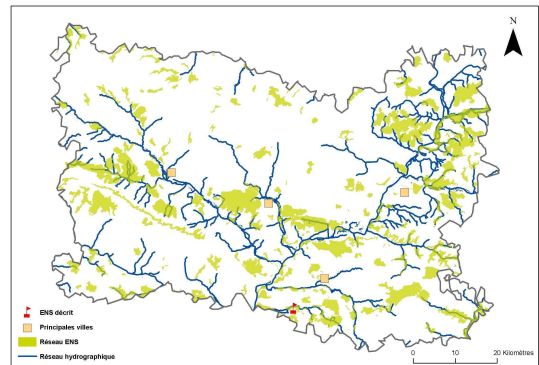 N
ENS décrit
Principales villes
Réseau ENS
Réseau hydrographique
0 10 20 Kilomètres